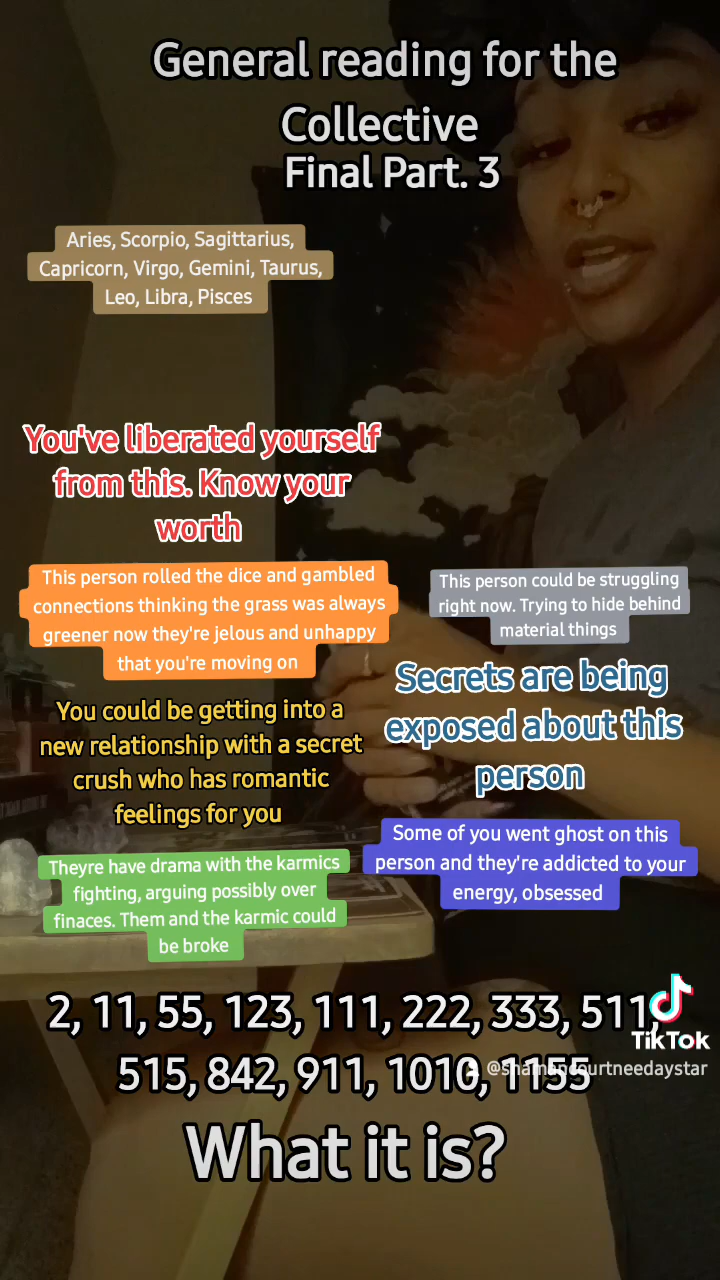 General reading for the
Collective
Final Part. 3
Aries, Scorpio, Sagittarius,
Capricorn, Virgo, Gemini, Taurus,
Leo, Libra, Pisces
You've liberated yourself
from this. Know your
worth
This person rolled the dice and gambled
connections thinking the grass was always
greener now they're jelous and unhappy
that you're moving on
This person could be struggling
right now. Trying to hide behind
material things
Secrets are being
exposed about this
person
You could be getting into a
new relationship with a secret
crush who has romantic
feelings for you
Some of you went ghost on this
person and they're addicted to your
energy, obsessed
Theyre have drama with the karmics
fighting, arguing possibly over
finaces. Them and the karmic could
be broke
2, 11, 55, 123, 111, 222, 333, 511,
515, 842, 911, 1010, 1155
TikTok
@shamancourtneedaystar
What it is?